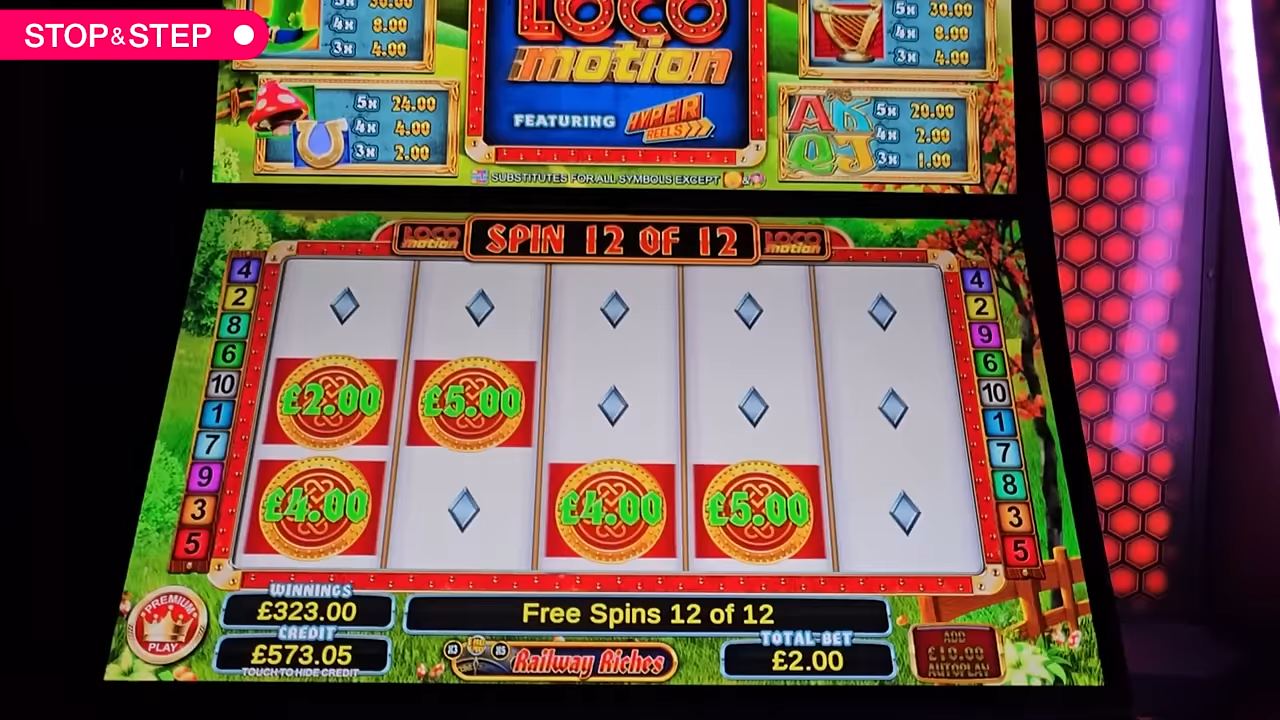 STOP&STEP
5x 30.00
4x 8.00
3x 4.00
LOCO
motion
FEATURING HYPER
REELS
5x 30.00
4x 8.00
3x 4.00
5x 24.00
4x 4.00
3x 2.00
A K
Q J
5x 20.00
4x 2.00
3x 1.00
SUBSTITUTES FOR ALL SYMBOLS EXCEPT &
LOCO
motion
SPIN 12 OF 12
LOCO
motion
4
2
8
6
10
1
7
9
3
5
£2.00 £5.00
£4.00 £4.00 £5.00
4
2
9
6
10
1
7
8
3
5
PREMIUM
PLAY
WINNINGS
£323.00
CREDIT
£573.05
TOUCH TO HIDE CREDIT
Free Spins 12 of 12
Railway Riches
TOTAL BET
£2.00
ADD
£10.00
AUTOPLAY